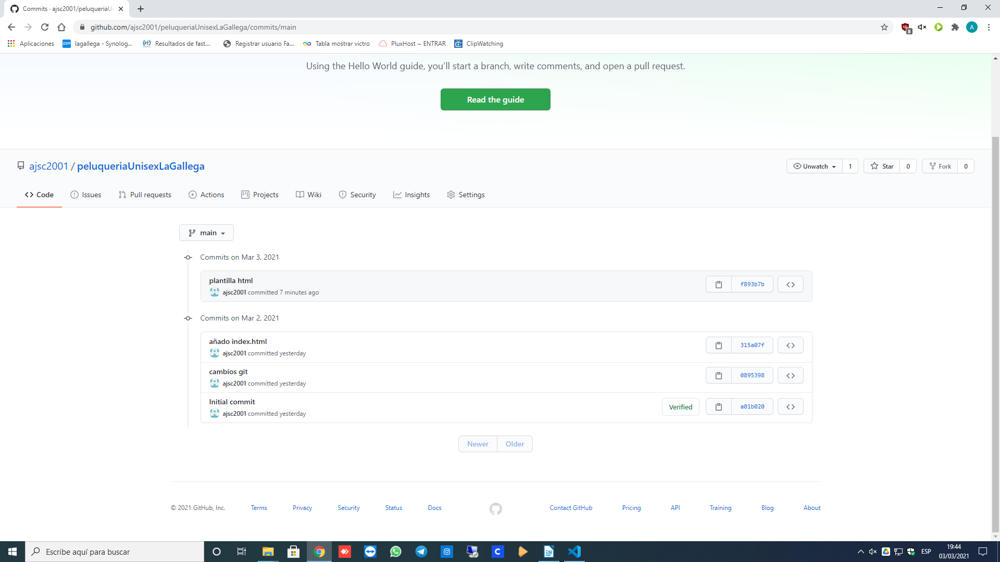 Commits · ajsc2001/peluqueriaU
github.com/ajsc2001/peluqueriaUnisexLaGallega/commits/main
8
A
Aplicaciones
DSM
lagallega - Synolog...
Resultados de fast...
Registrar usuario Fa...
Tabla mostrar victro
PluxHost ~ ENTRAR
ClipWatching
Using the Hello World guide, you’ll start a branch, write comments, and open a pull request.
Read the guide
ajsc2001 / peluqueriaUnisexLaGallega
Unwatch 1
Star 0
Fork 0
Code
Issues
Pull requests
Actions
Projects
Wiki
Security
Insights
Settings
main
Commits on Mar 3, 2021
plantilla html
f893b7b
ajsc2001 committed 7 minutes ago
Commits on Mar 2, 2021
añado index.html
315a07f
ajsc2001 committed yesterday
cambios git
0895398
ajsc2001 committed yesterday
Initial commit
Verified
a01b020
ajsc2001 committed yesterday
Newer Older
© 2021 GitHub, Inc.
Terms
Privacy
Security
Status
Docs
Contact GitHub
Pricing
API
Training
Blog
About
Escribe aquí para buscar
C
ESP
19:44
03/03/2021